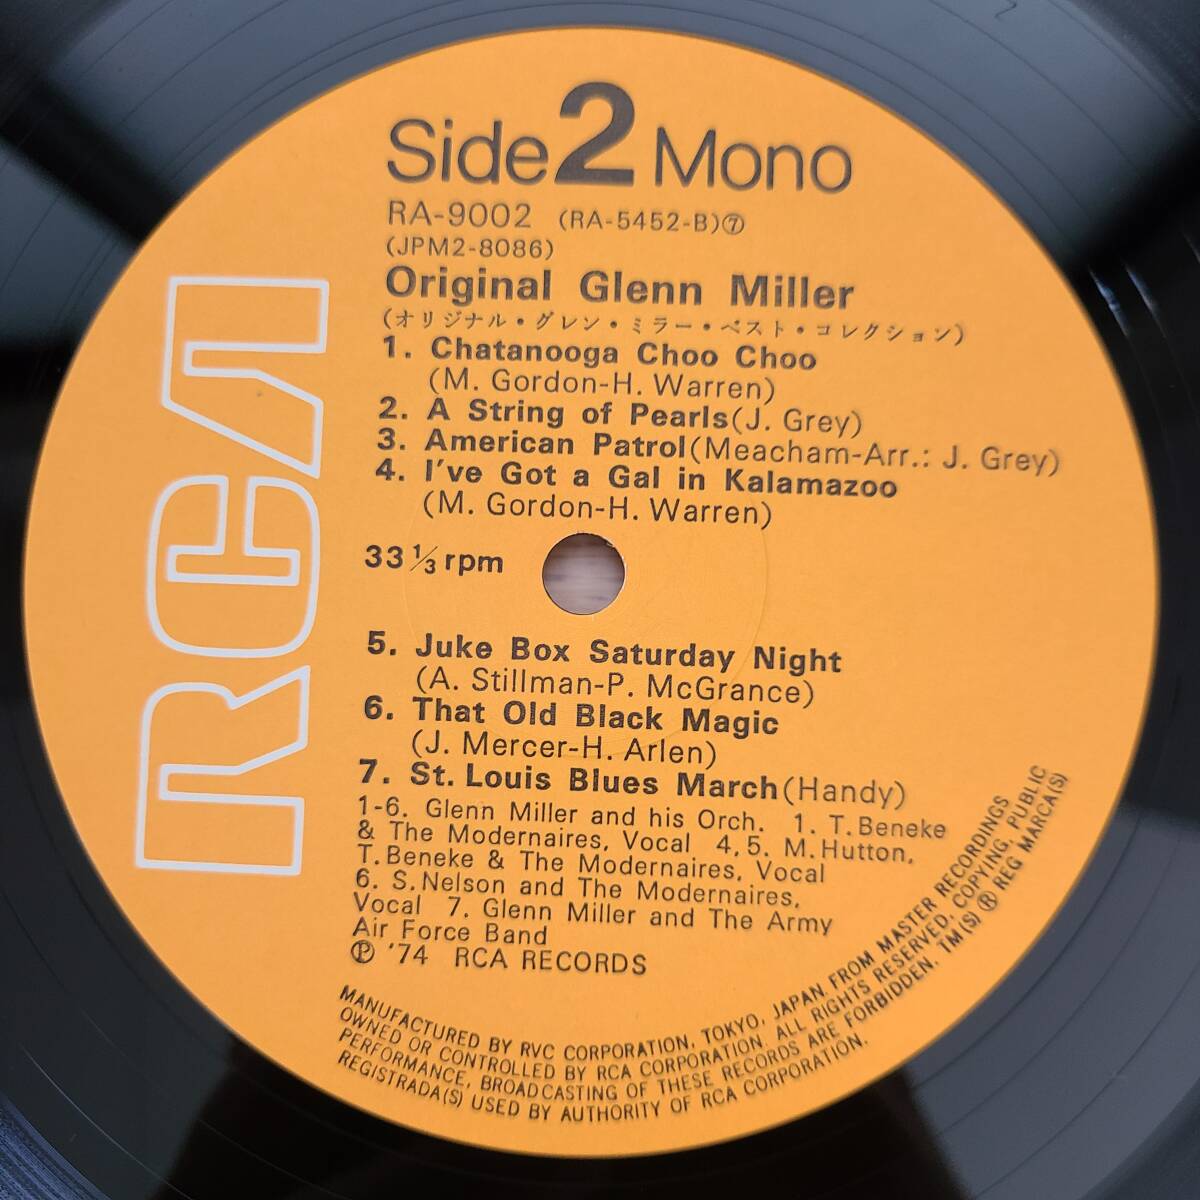 Side 2 Mono
RA-9002 (RA-5452-B)⑦
(JPM2-8086)
Original Glenn Miller
(オリジナル・グレン・ミラー・ベスト・コレクション)
1. Chatanooga Choo Choo
(M. Gordon-H. Warren)
2. A String of Pearls(J. Grey)
3. American Patrol(Meacham-Arr.: J. Grey)
4. I've Got a Gal in Kalamazoo
(M. Gordon-H. Warren)
33 1/3 rpm
5. Juke Box Saturday Night
(A. Stillman-P. McGrance)
6. That Old Black Magic
(J. Mercer-H. Arlen)
7. St. Louis Blues March(Handy)
1-6. Glenn Miller and his Orch. 1. T. Beneke
& The Modernaires, Vocal 4, 5. M. Hutton,
T. Beneke & The Modernaires, Vocal
6. S. Nelson and The Modernaires,
Vocal 7. Glenn Miller and The Army
Air Force Band
℗ '74 RCA RECORDS
RCA
MANUFACTURED BY RVC CORPORATION, TOKYO, JAPAN. FROM MASTER RECORDINGS
OWNED OR CONTROLLED BY RCA CORPORATION. ALL RIGHTS RESERVED, COPYING, PUBLIC
PERFORMANCE, BROADCASTING OF THESE RECORDS ARE FORBIDDEN. TM(S) ® REG MARCA(S)
REGISTRADA(S) USED BY AUTHORITY OF RCA CORPORATION.